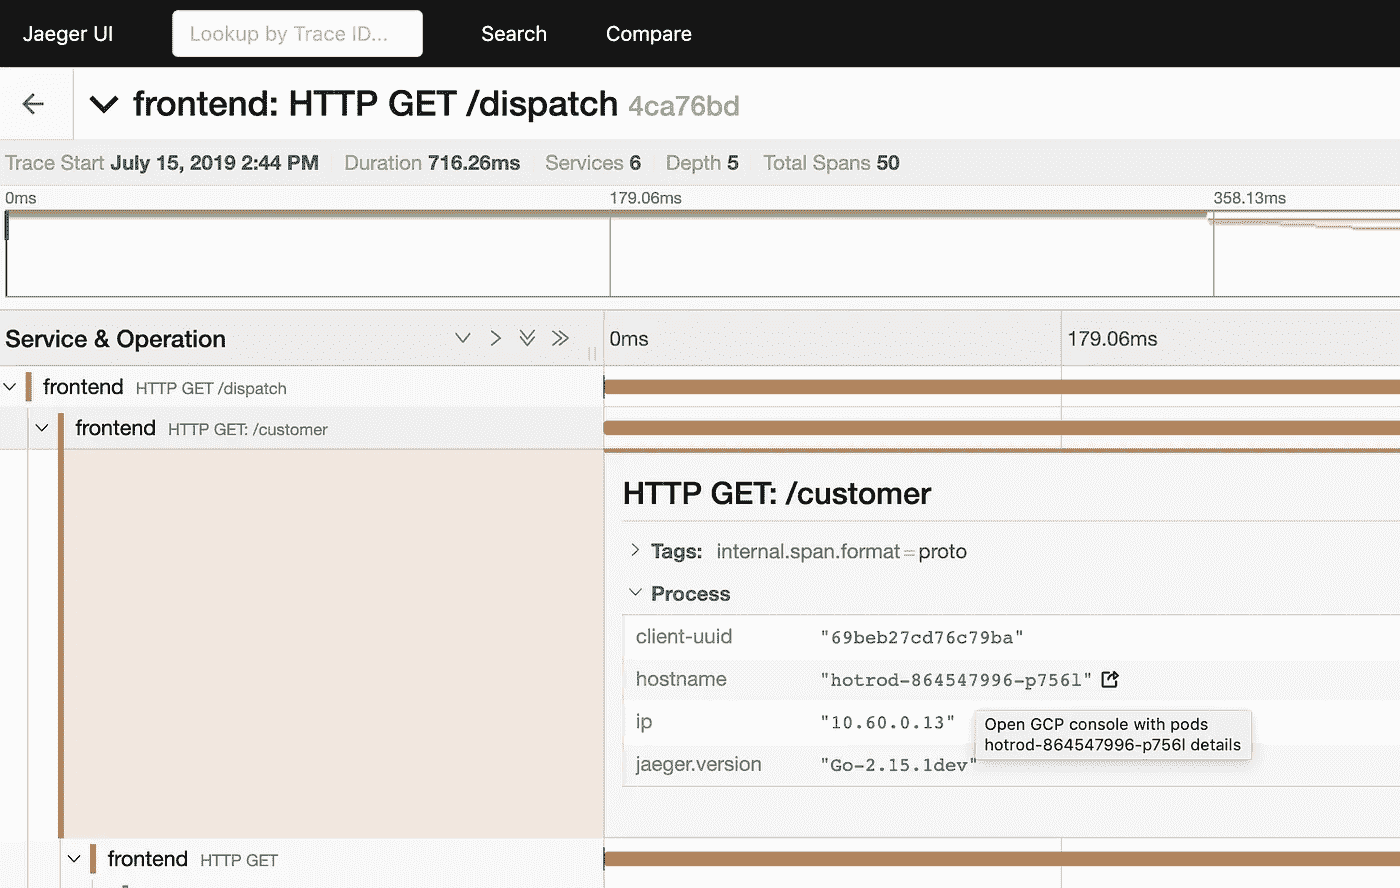 Jaeger UI Lookup by Trace ID... Search Compare
frontend: HTTP GET /dispatch 4ca76bd
Trace Start July 15, 2019 2:44 PM Duration 716.26ms Services 6 Depth 5 Total Spans 50
0ms 179.06ms 358.13ms
Service & Operation 0ms 179.06ms
frontend HTTP GET /dispatch
frontend HTTP GET: /customer
HTTP GET: /customer
Tags: internal.span.format = proto
Process
client-uuid "69beb27cd76c79ba"
hostname "hotrod-864547996-p756l"
ip "10.60.0.13"
Open GCP console with pods
hotrod-864547996-p756l details
jaeger.version "Go-2.15.1dev"
frontend HTTP GET